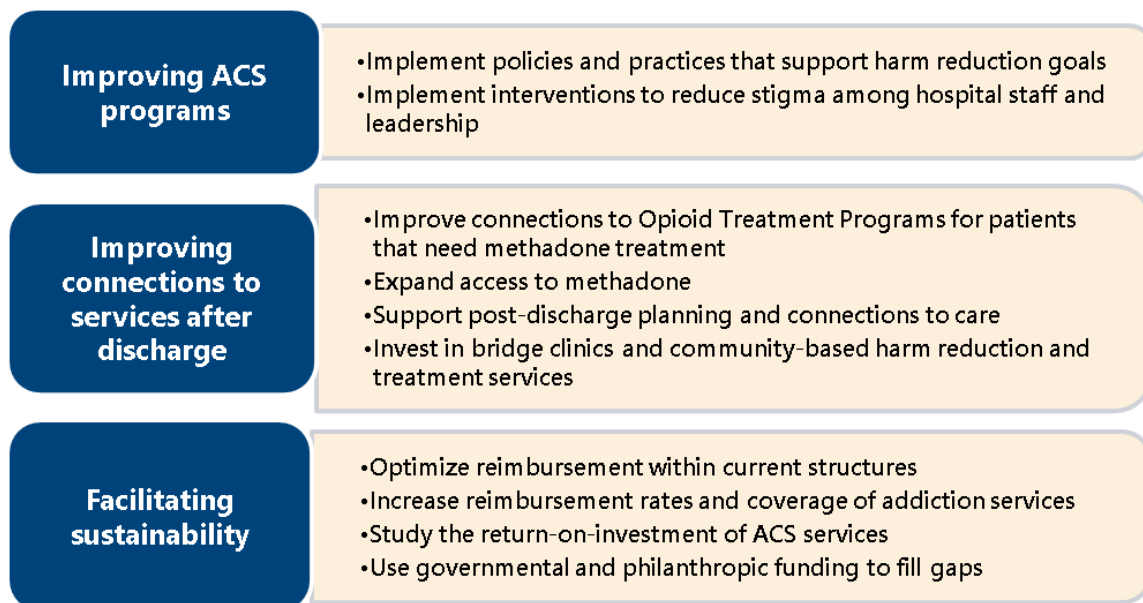 Improving ACS
programs
•Implement policies and practices that support harm reduction goals
•Implement interventions to reduce stigma among hospital staff and
leadership
Improving
connections to
services after
discharge
•Improve connections to Opioid Treatment Programs for patients
that need methadone treatment
•Expand access to methadone
•Support post-discharge planning and connections to care
•Invest in bridge clinics and community-based harm reduction and
treatment services
Facilitating
sustainability
•Optimize reimbursement within current structures
•Increase reimbursement rates and coverage of addiction services
•Study the return-on-investment of ACS services
•Use governmental and philanthropic funding to fill gaps